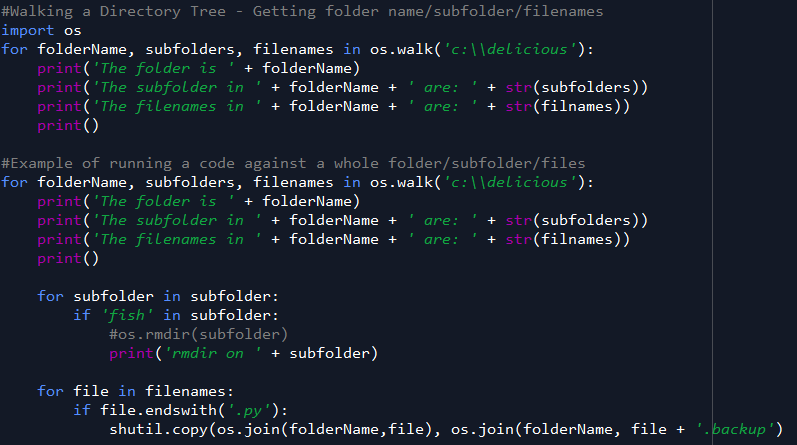 #Walking a Directory Tree - Getting folder name/subfolder/filenames
import os
for folderName, subfolders, filenames in os.walk('c:\\delicious'):
    print('The folder is ' + folderName)
    print('The subfolder in ' + folderName + ' are: ' + str(subfolders))
    print('The filenames in ' + folderName + ' are: ' + str(filnames))
    print()

#Example of running a code against a whole folder/subfolder/files
for folderName, subfolders, filenames in os.walk('c:\\delicious'):
    print('The folder is ' + folderName)
    print('The subfolder in ' + folderName + ' are: ' + str(subfolders))
    print('The filenames in ' + folderName + ' are: ' + str(filnames))
    print()

    for subfolder in subfolder:
        if 'fish' in subfolder:
            #os.rmdir(subfolder)
            print('rmdir on ' + subfolder)

    for file in filenames:
        if file.endswith('.py'):
            shutil.copy(os.join(folderName,file), os.join(folderName, file + '.backup')